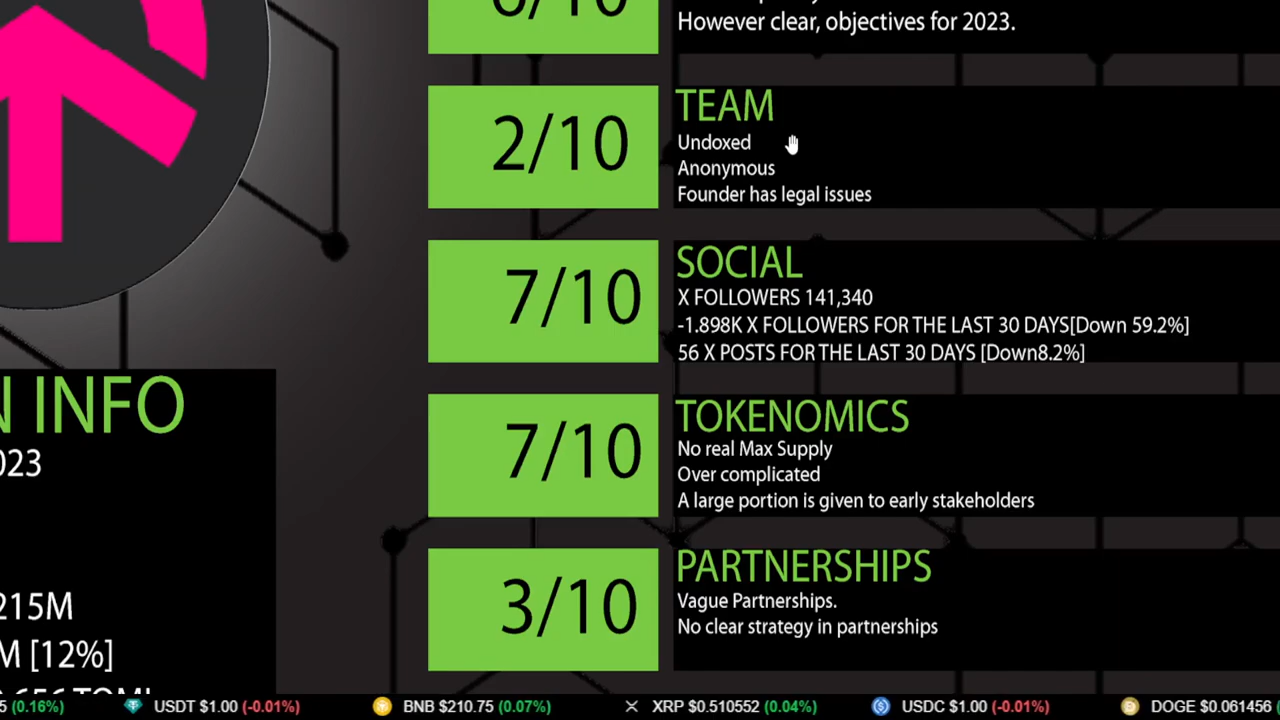 However clear, objectives for 2023.
2/10
TEAM
Undoxed
Anonymous
Founder has legal issues
7/10
SOCIAL
X FOLLOWERS 141,340
-1.898K X FOLLOWERS FOR THE LAST 30 DAYS[Down 59.2%]
56 X POSTS FOR THE LAST 30 DAYS [Down8.2%]
N INFO
023
7/10
TOKENOMICS
No real Max Supply
Over complicated
A large portion is given to early stakeholders
215M
M [12%]
3/10
PARTNERSHIPS
Vague Partnerships.
No clear strategy in partnerships
5 (0.16%) USDT $1.00 (-0.01%) BNB $210.75 (0.07%) XRP $0.510552 (0.04%) USDC $1.00 (-0.01%) DOGE $0.061456